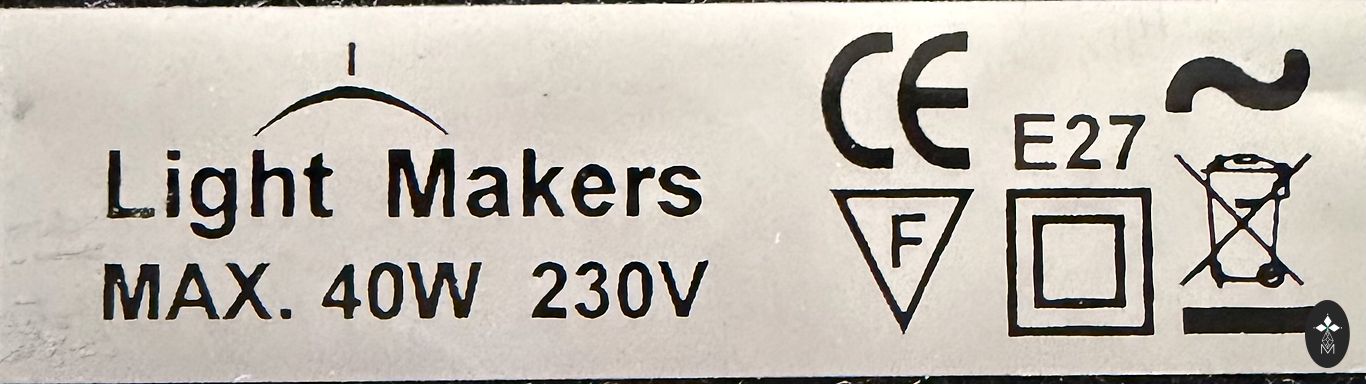 Light Makers
MAX. 40W 230V
CE
E27
F
M